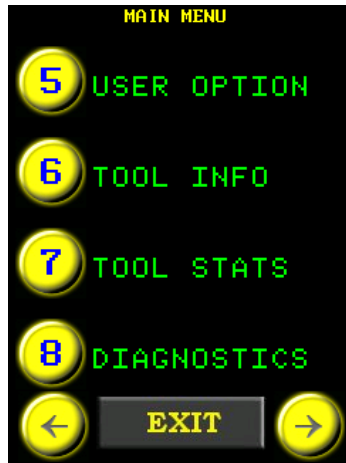 MAIN MENU
5 USER OPTION
6 TOOL INFO
7 TOOL STATS
8 DIAGNOSTICS
← EXIT →